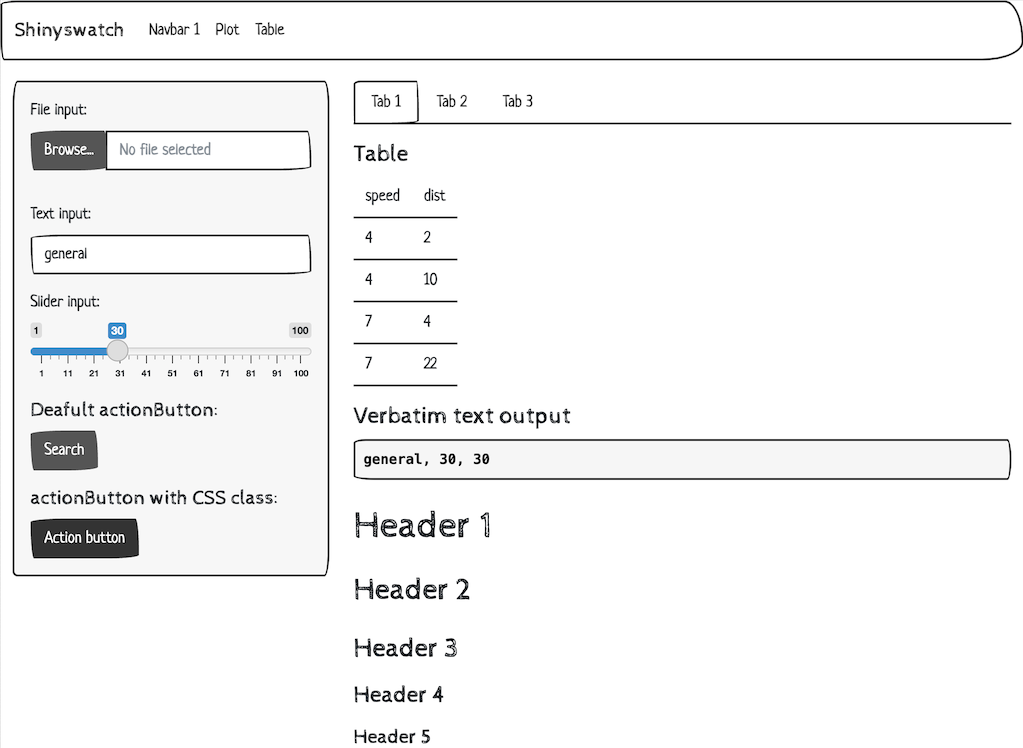 Shinyswatch Navbar 1 Plot Table
File input:
Browse... No file selected
Text input:
general
Slider input:
1 30 100
1 11 21 31 41 51 61 71 81 91 100
Deafult actionButton:
Search
actionButton with CSS class:
Action button
Tab 1 Tab 2 Tab 3
Table
speed dist
4 2
4 10
7 4
7 22
Verbatim text output
general, 30, 30
Header 1
Header 2
Header 3
Header 4
Header 5